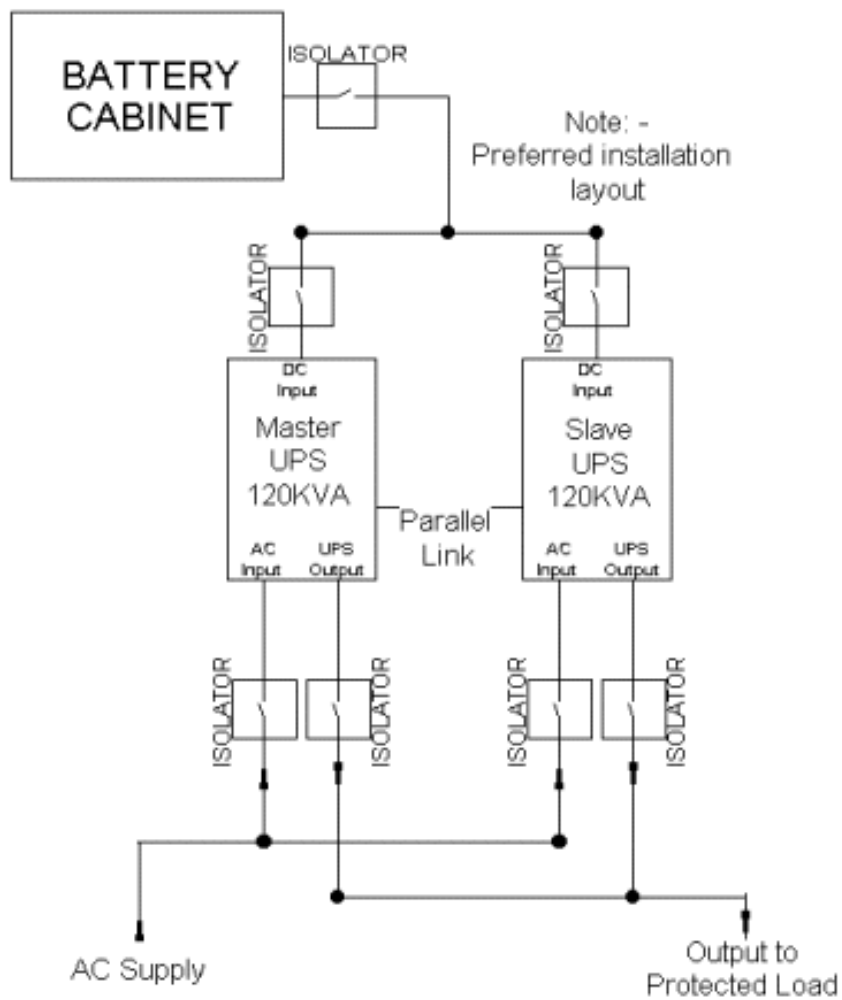 ISOLATOR
BATTERY
CABINET
Note: -
Preferred installation
layout
ISOLATOR
ISOLATOR
DC
Input
Master
UPS
120KVA
AC
Input
UPS
Output
Parallel
Link
DC
Input
Slave
UPS
120KVA
AC
Input
UPS
Output
ISOLATOR
ISOLATOR
ISOLATOR
ISOLATOR
AC Supply
Output to
Protected Load